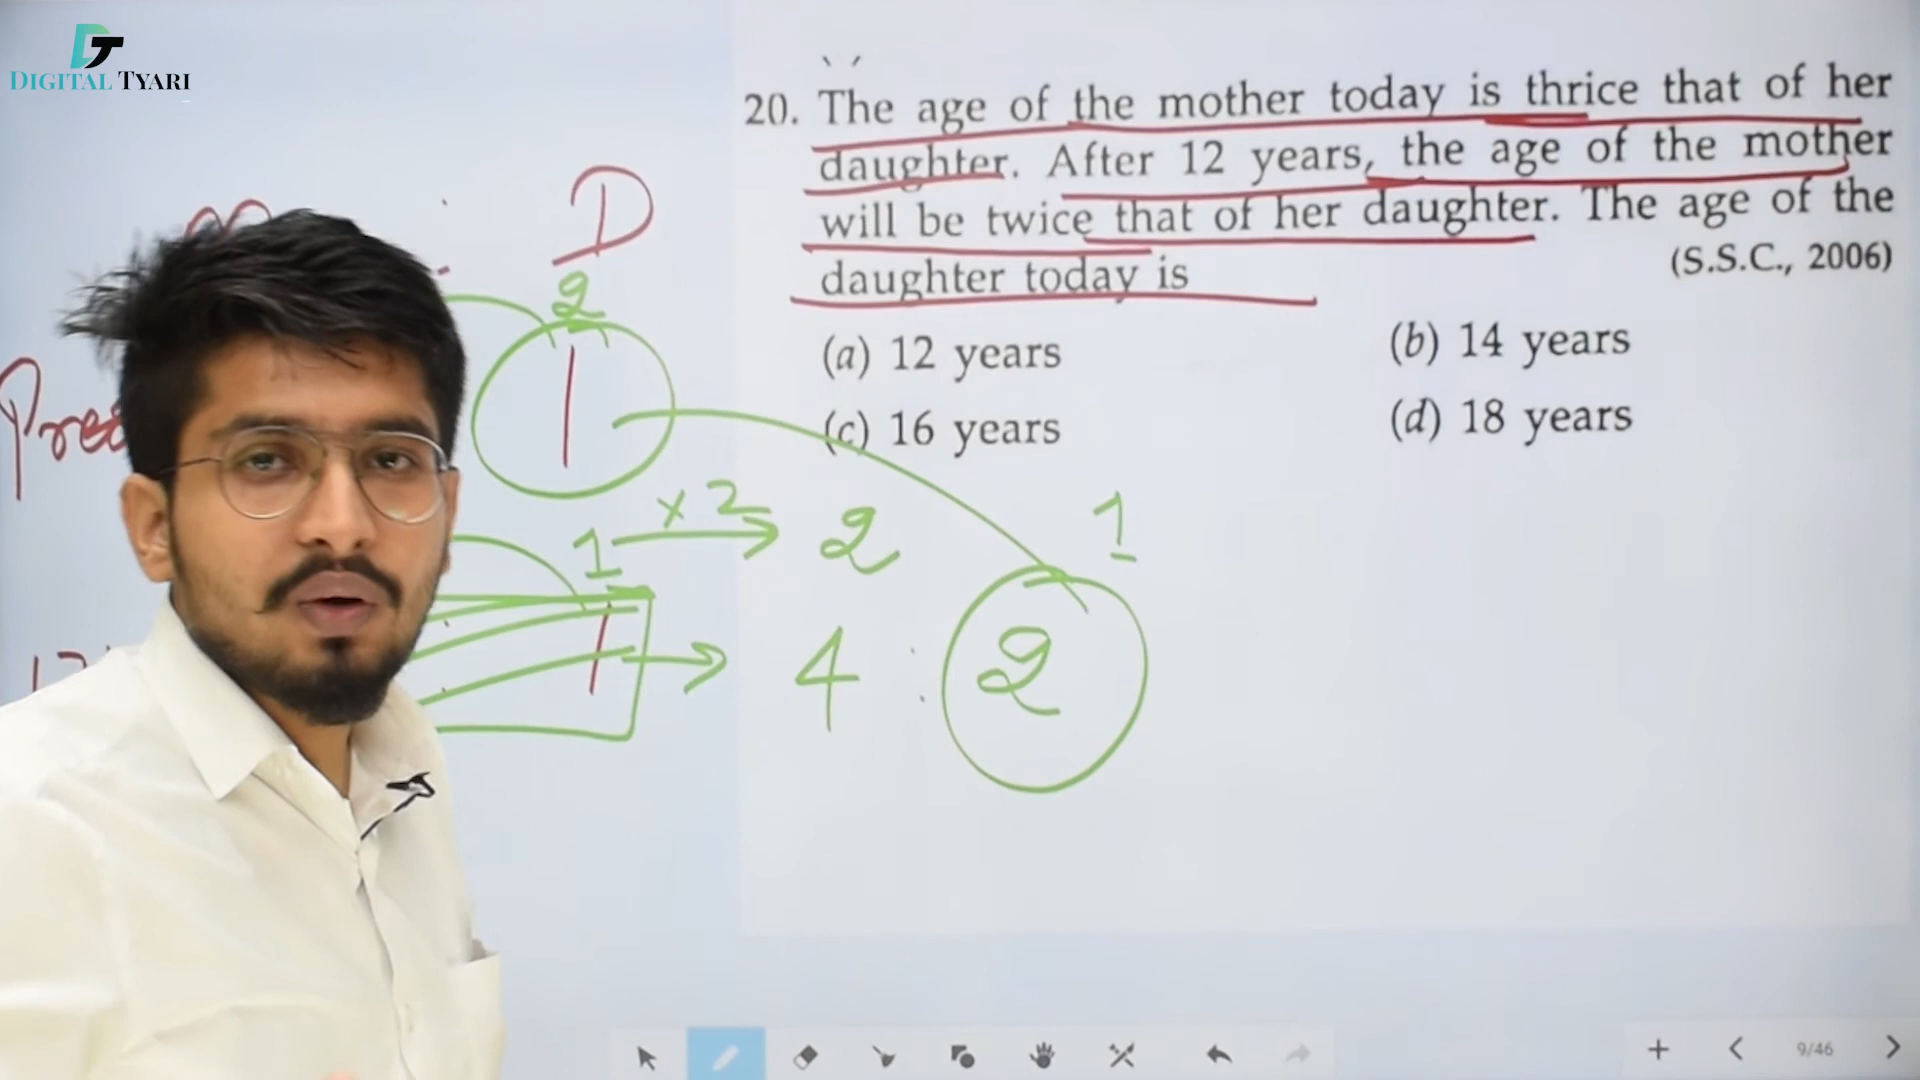 DT
DIGITAL TYARI
20. The age of the mother today is thrice that of her
daughter. After 12 years, the age of the mother
will be twice that of her daughter. The age of the
daughter today is (S.S.C., 2006)
(a) 12 years (b) 14 years
(c) 16 years (d) 18 years
: D
2
1
1 × 2 → 2 1
1 → 4 : 2
9/46